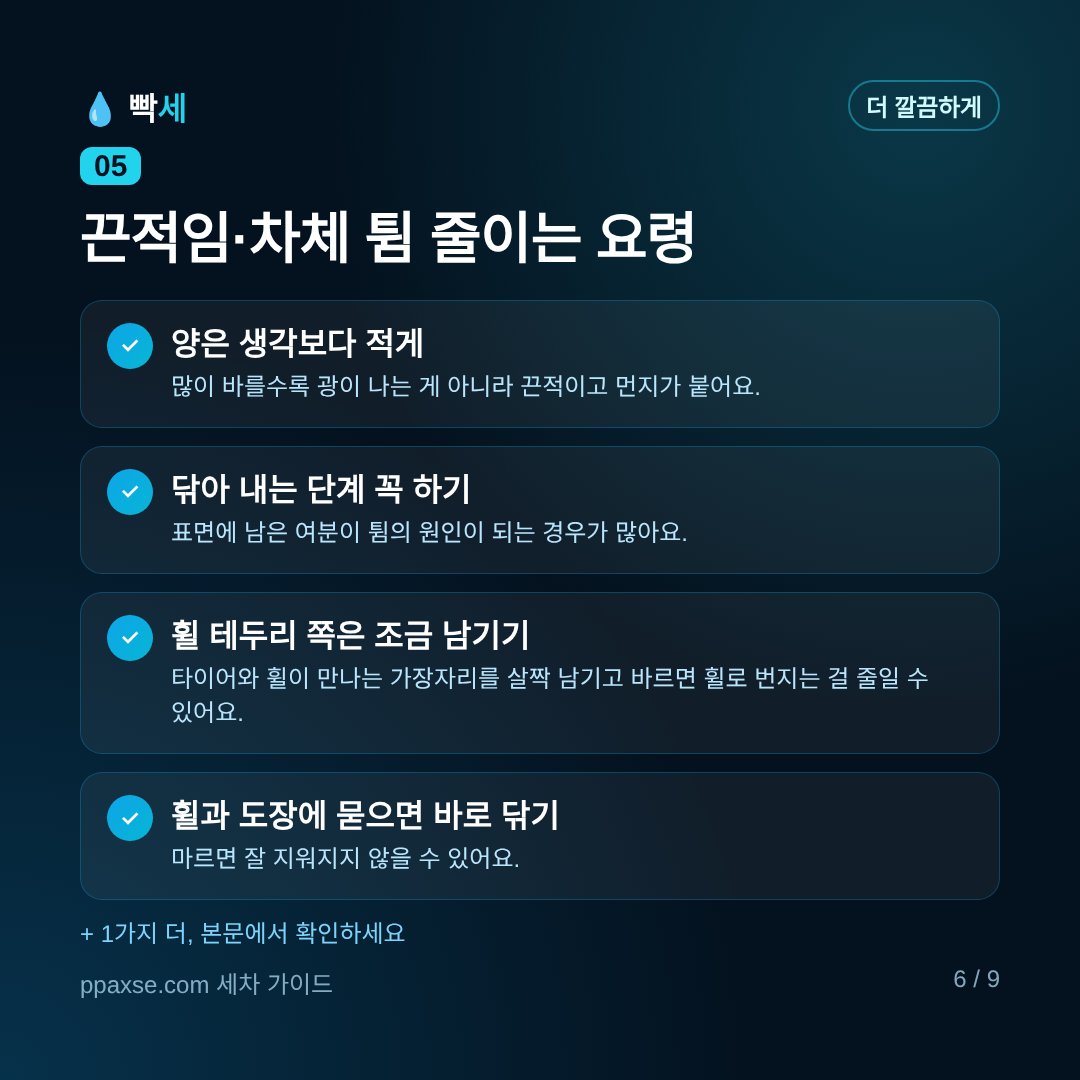 빡세
더 깔끔하게
05
끈적임·차체 튐 줄이는 요령
양은 생각보다 적게
많이 바를수록 광이 나는 게 아니라 끈적이고 먼지가 붙어요.
닦아 내는 단계 꼭 하기
표면에 남은 여분이 튐의 원인이 되는 경우가 많아요.
휠 테두리 쪽은 조금 남기기
타이어와 휠이 만나는 가장자리를 살짝 남기고 바르면 휠로 번지는 걸 줄일 수
있어요.
휠과 도장에 묻으면 바로 닦기
마르면 잘 지워지지 않을 수 있어요.
+ 1가지 더, 본문에서 확인하세요
ppaxse.com 세차 가이드
6 / 9